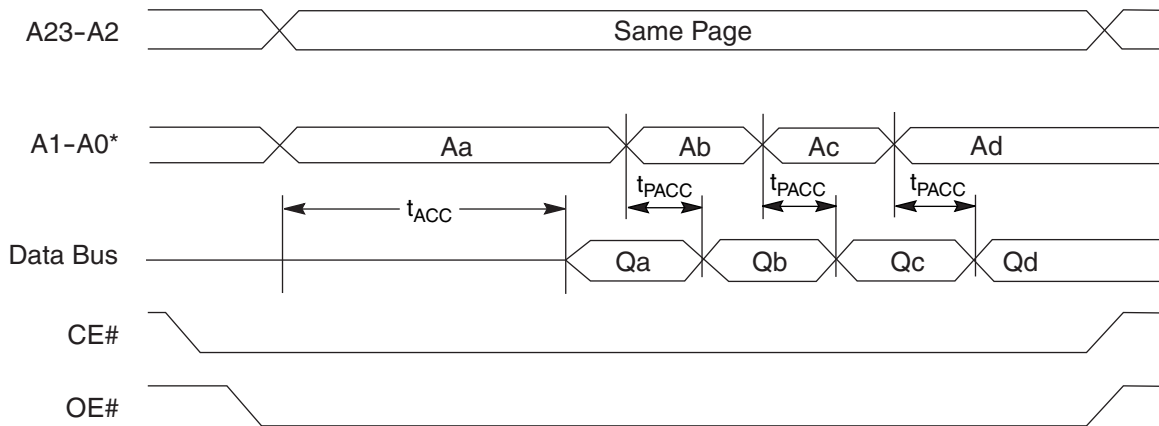 A23-A2
Same Page
A1-A0*
Aa
Ab
Ac
Ad
tPACC
tPACC
tPACC
tACC
Data Bus
Qa
Qb
Qc
Qd
CE#
OE#